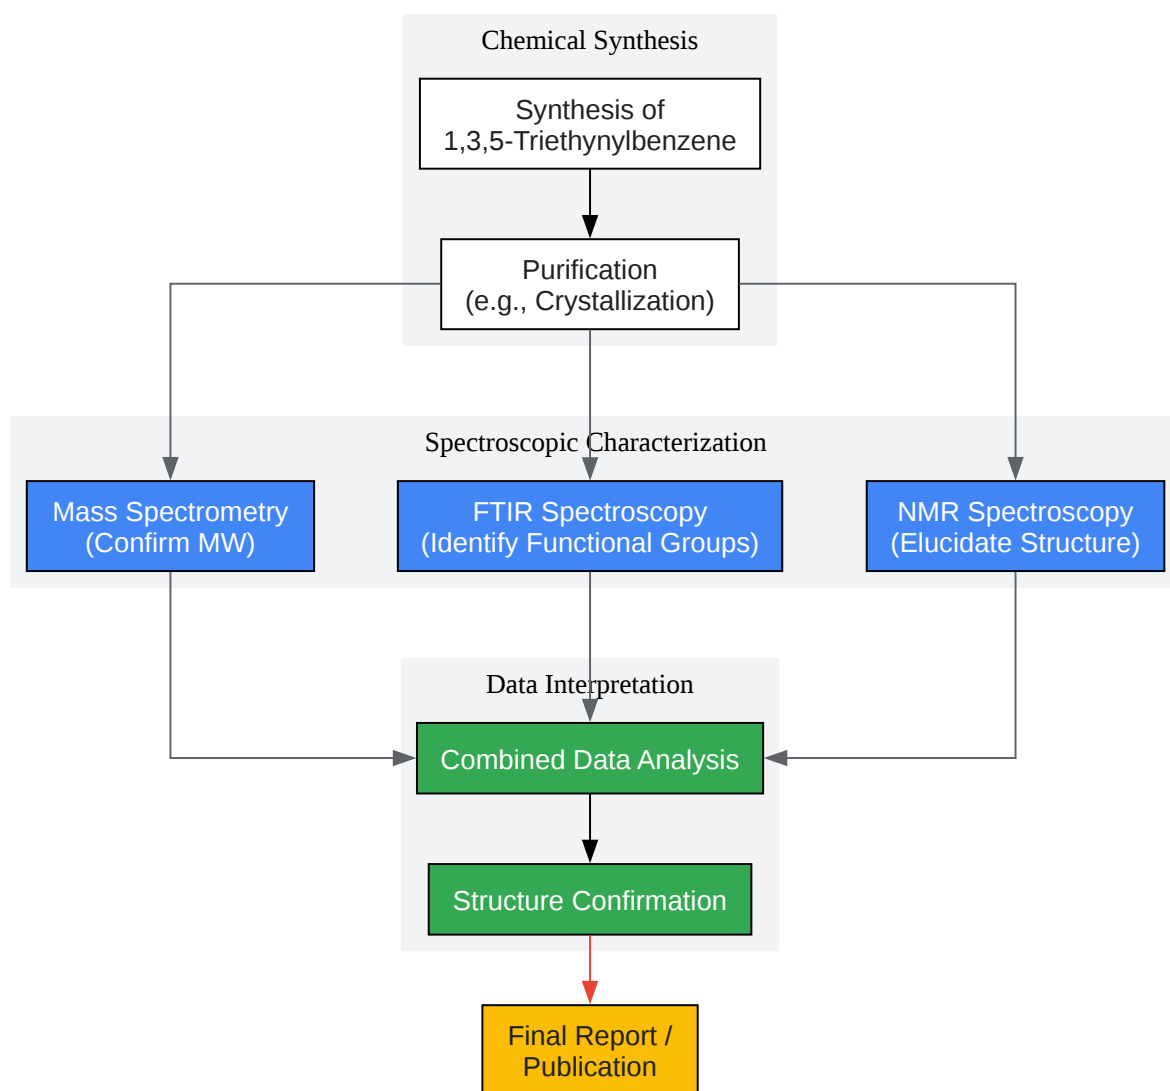 Chemical Synthesis
Synthesis of
1,3,5-Triethynylbenzene
Purification
(e.g., Crystallization)
Spectroscopic Characterization
Mass Spectrometry
(Confirm MW)
FTIR Spectroscopy
(Identify Functional Groups)
NMR Spectroscopy
(Elucidate Structure)
Data Interpretation
Combined Data Analysis
Structure Confirmation
Final Report /
Publication